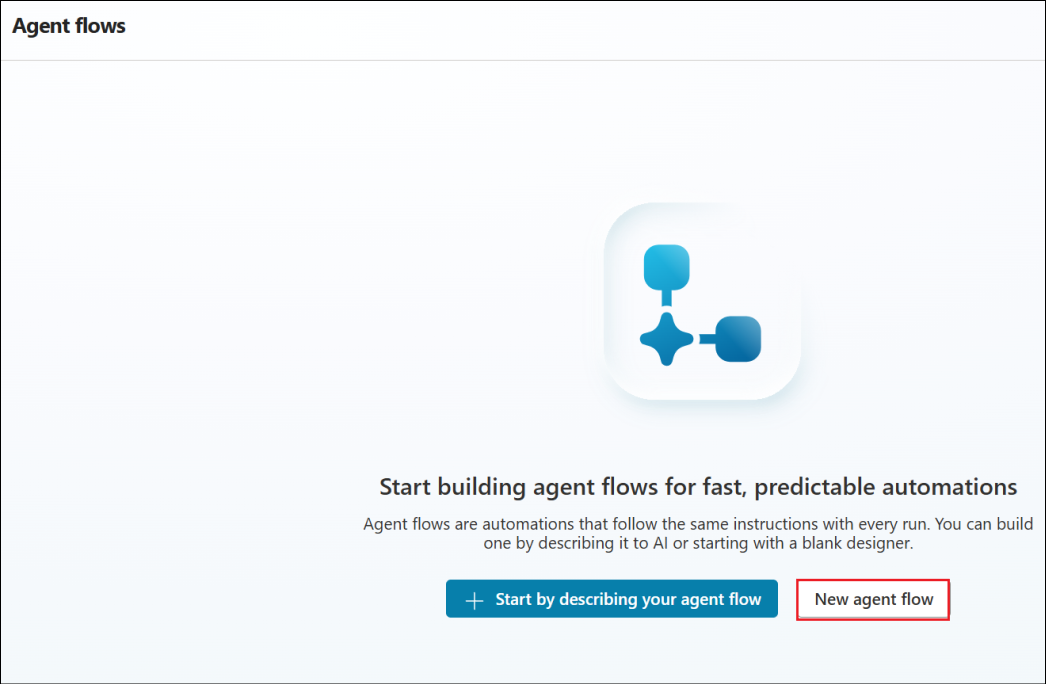 Agent flows
Start building agent flows for fast, predictable automations
Agent flows are automations that follow the same instructions with every run. You can build
one by describing it to AI or starting with a blank designer.
Start by describing your agent flow
New agent flow